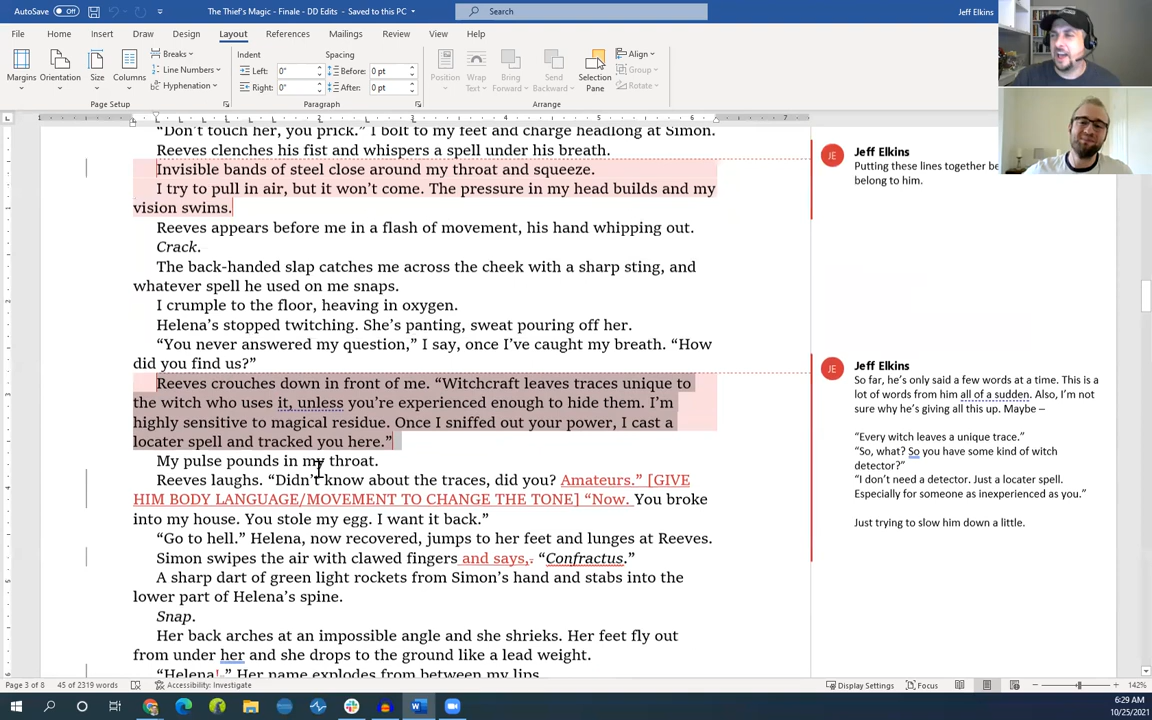 AutoSave Off The Thief's Magic - Finale - DD Edits - Saved to this PC Search Jeff Elkins
File Home Insert Draw Design Layout References Mailings Review View Help
Margins Orientation Size Columns Breaks Line Numbers Hyphenation Indent Left: 0" Right: 0" Spacing Before: 0 pt After: 0 pt Position Wrap Text Bring Forward Send Backward Selection Pane Align Group Rotate
Page Setup Paragraph Arrange
“Don't touch her, you prick.” I bolt to my feet and charge headlong at Simon.
Reeves clenches his fist and whispers a spell under his breath.
Invisible bands of steel close around my throat and squeeze.
I try to pull in air, but it won't come. The pressure in my head builds and my
vision swims.
Reeves appears before me in a flash of movement, his hand whipping out.
Crack.
The back-handed slap catches me across the cheek with a sharp sting, and
whatever spell he used on me snaps.
I crumple to the floor, heaving in oxygen.
Helena's stopped twitching. She's panting, sweat pouring off her.
“You never answered my question,” I say, once I've caught my breath. “How
did you find us?”
Reeves crouches down in front of me. “Witchcraft leaves traces unique to
the witch who uses it, unless you're experienced enough to hide them. I'm
highly sensitive to magical residue. Once I sniffed out your power, I cast a
locater spell and tracked you here.”
My pulse pounds in my throat.
Reeves laughs. “Didn't know about the traces, did you? Amateurs.” [GIVE
HIM BODY LANGUAGE/MOVEMENT TO CHANGE THE TONE] “Now. You broke
into my house. You stole my egg. I want it back.”
“Go to hell.” Helena, now recovered, jumps to her feet and lunges at Reeves.
Simon swipes the air with clawed fingers and says,. “Confractus.”
A sharp dart of green light rockets from Simon's hand and stabs into the
lower part of Helena's spine.
Snap.
Her back arches at an impossible angle and she shrieks. Her feet fly out
from under her and she drops to the ground like a lead weight.
“Helena!.” Her name explodes from between my lips.
JE Jeff Elkins
Putting these lines together be
belong to him.
JE Jeff Elkins
So far, he's only said a few words at a time. This is a
lot of words from him all of a sudden. Also, I'm not
sure why he's giving all this up. Maybe –
“Every witch leaves a unique trace.”
“So, what? So you have some kind of witch
detector?”
“I don't need a detector. Just a locater spell.
Especially for someone as inexperienced as you.”
Just trying to slow him down a little.
Page 3 of 8 45 of 2319 words Accessibility: Investigate Display Settings Focus 142%
6:29 AM
10/25/2021